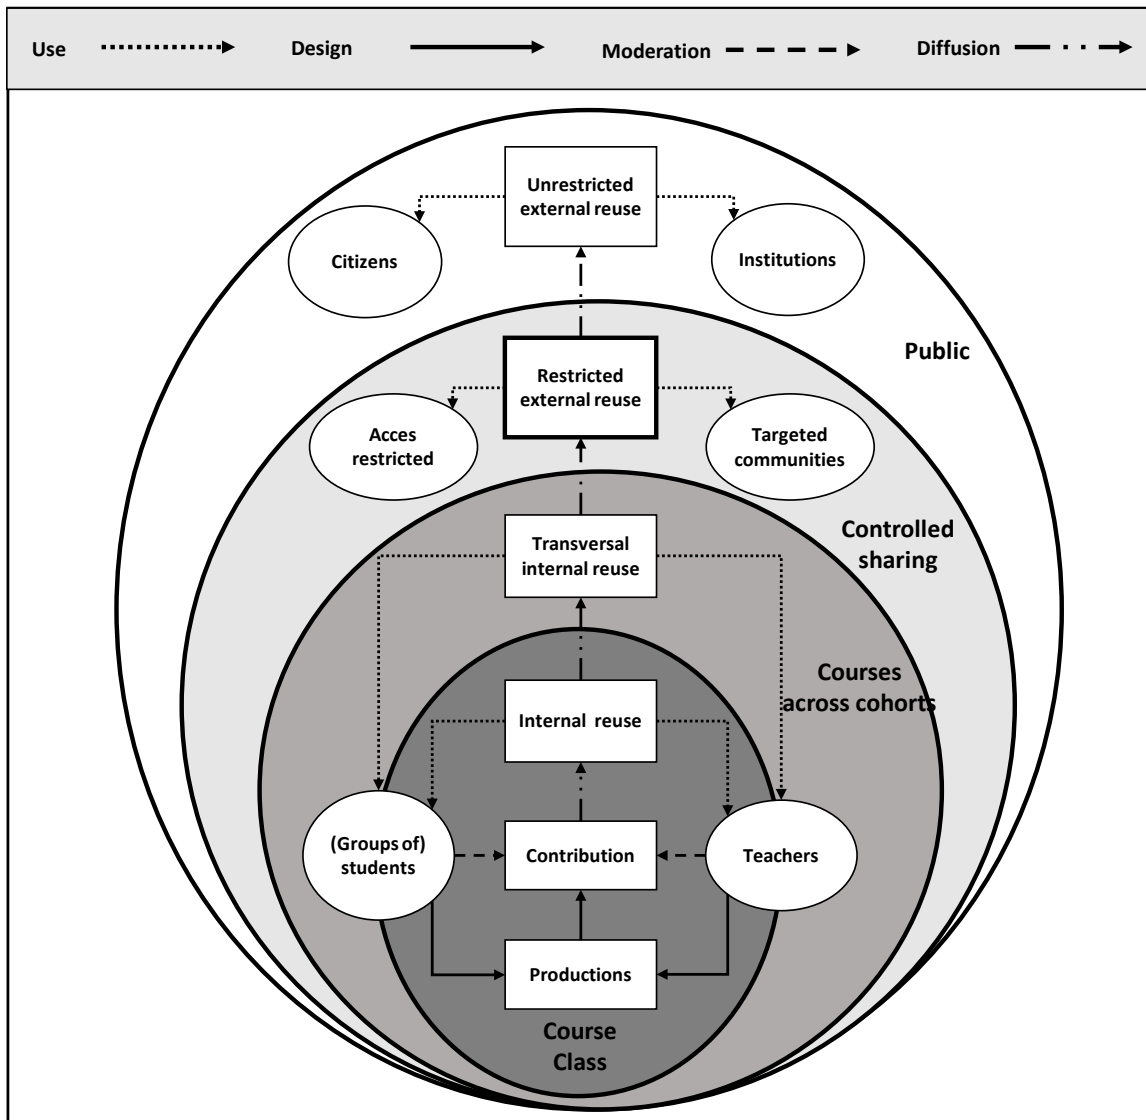 Use
Design
Moderation
Diffusion
Unrestricted
external reuse
Citizens
Institutions
Public
Restricted
external reuse
Acces
restricted
Targeted
communities
Controlled
sharing
Transversal
internal reuse
Courses
across cohorts
Internal reuse
(Groups of)
students
Contribution
Teachers
Productions
Course
Class